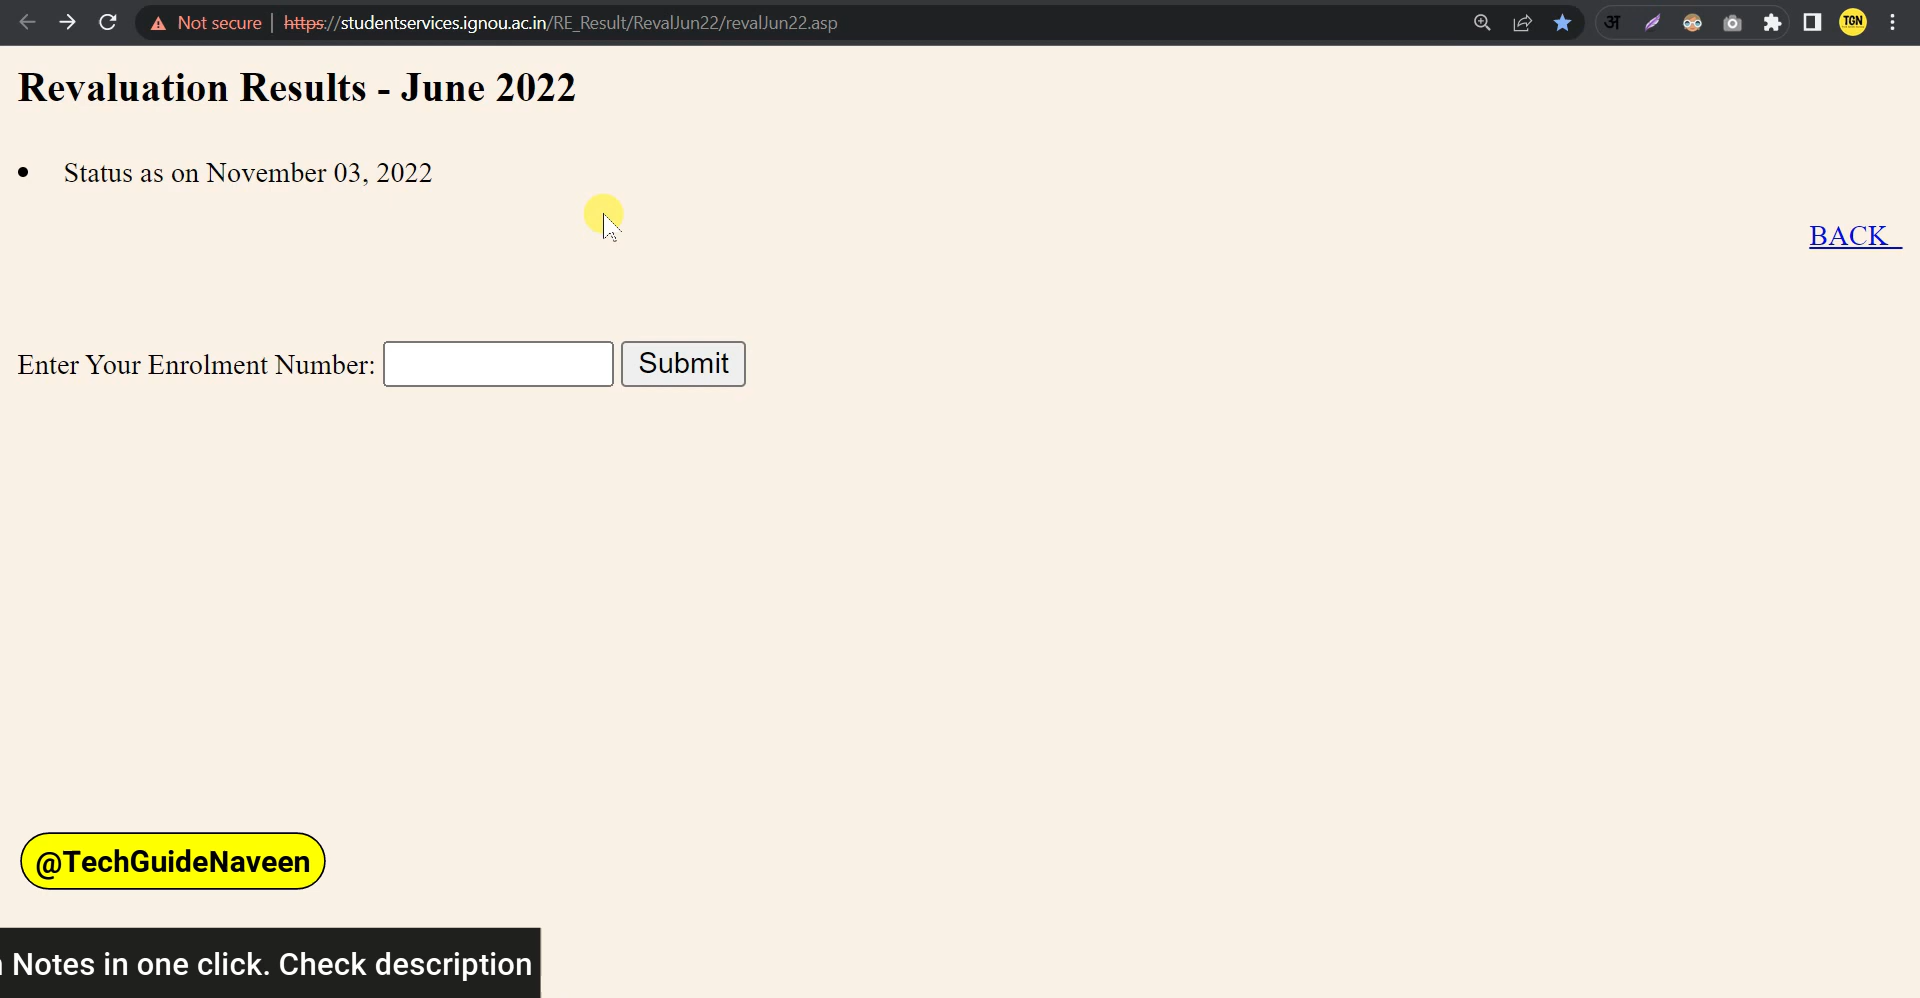 Not secure | https://studentservices.ignou.ac.in/RE_Result/RevalJun22/revalJun22.asp
अ
TGN
Revaluation Results - June 2022
• Status as on November 03, 2022
BACK
Enter Your Enrolment Number: Submit
@TechGuideNaveen
Notes in one click. Check description